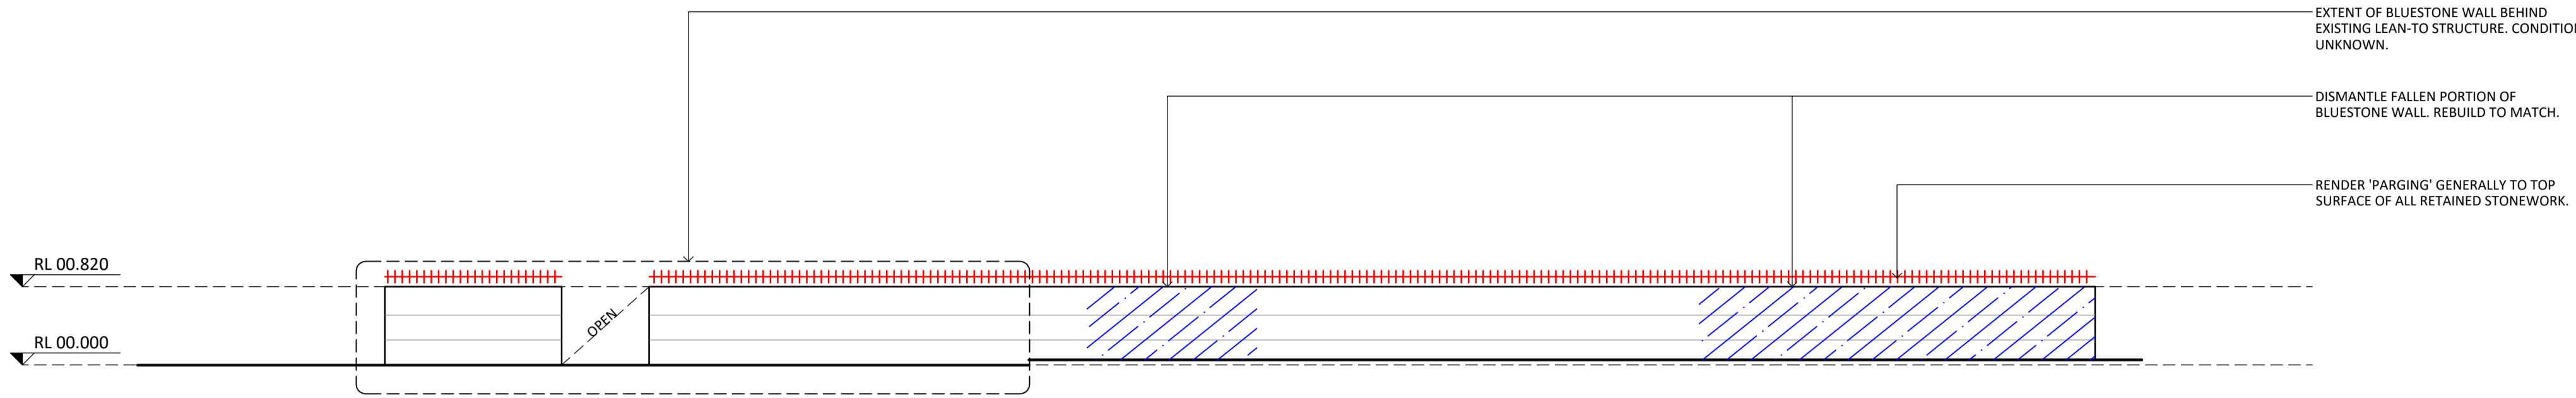 EXTENT OF BLUESTONE WALL BEHIND
EXISTING LEAN-TO STRUCTURE. CONDITION
UNKNOWN.
DISMANTLE FALLEN PORTION OF
BLUESTONE WALL. REBUILD TO MATCH.
RENDER 'PARGING' GENERALLY TO TOP
SURFACE OF ALL RETAINED STONEWORK.
RL 00.820
OPEN
RL 00.000